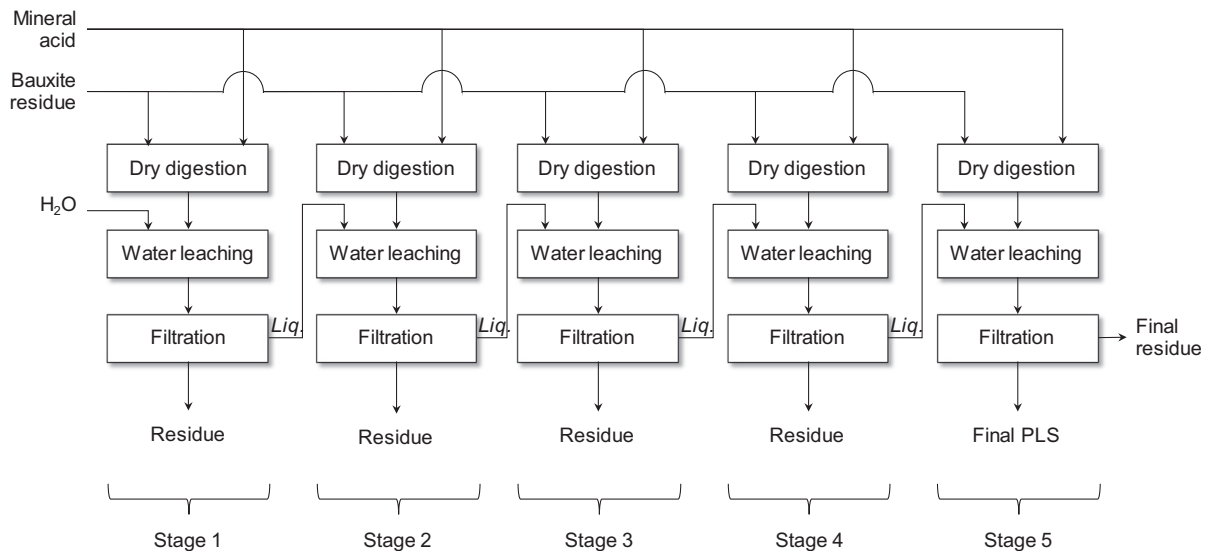 Mineral
acid
Bauxite
residue
Dry digestion Dry digestion Dry digestion Dry digestion Dry digestion
H₂O
Water leaching Water leaching Water leaching Water leaching Water leaching
Filtration Liq. Filtration Liq. Filtration Liq. Filtration Liq. Filtration
Final
residue
Residue Residue Residue Residue Final PLS
Stage 1 Stage 2 Stage 3 Stage 4 Stage 5